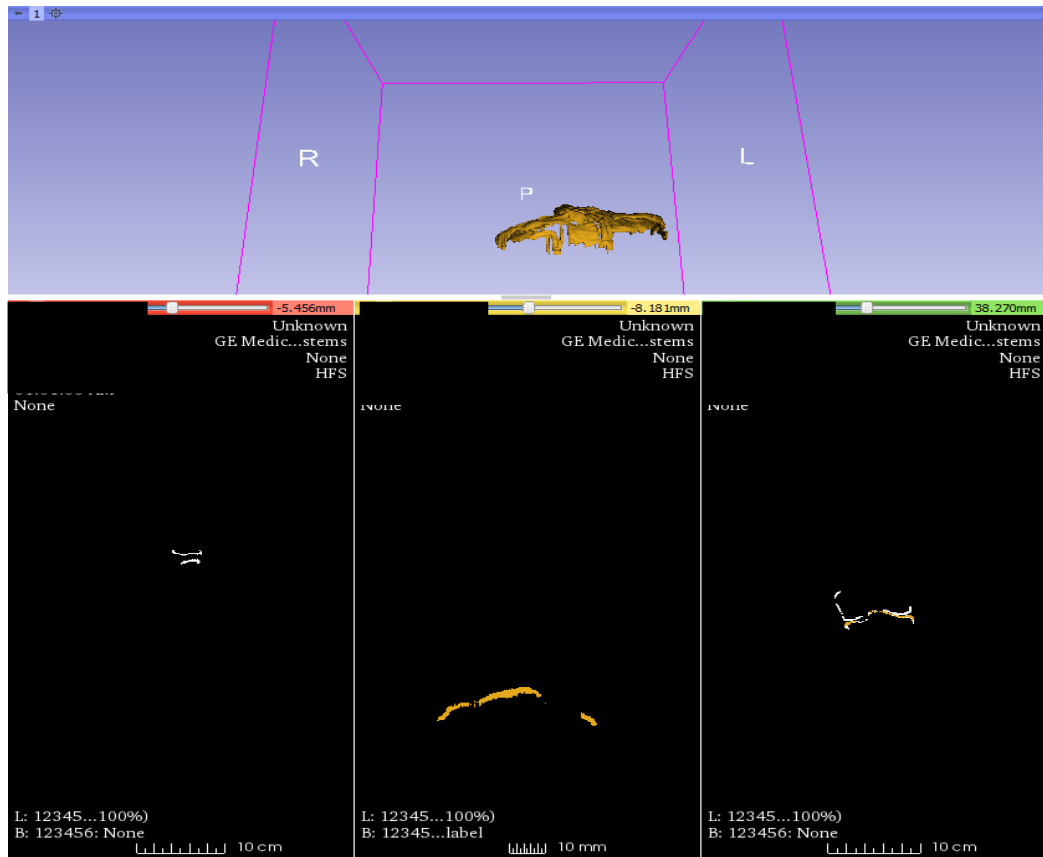 1
R
L
P
-5.456mm
-8.181mm
38.270mm
Unknown
GE Medic...stems
None
HFS
Unknown
GE Medic...stems
None
HFS
Unknown
GE Medic...stems
None
HFS
None
None
None
L: 12345...100%)
B: 123456: None
10 cm
L: 12345...100%)
B: 12345...label
10 mm
L: 12345...100%)
B: 123456: None
10 cm